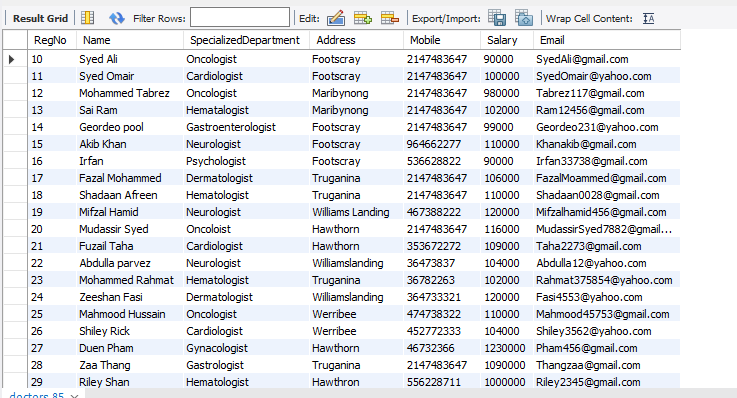 Result Grid Filter Rows: Edit: Export/Import: Wrap Cell Content: IA
RegNo Name SpecializedDepartment Address Mobile Salary Email
10 Syed Ali Oncologist Footscray 2147483647 90000 SyedAli@gmail.com
11 Syed Omair Cardiologist Footscray 2147483647 100000 SyedOmair@yahoo.com
12 Mohammed Tabrez Oncologist Maribynong 2147483647 980000 Tabrez117@gmail.com
13 Sai Ram Hematalogist Maribynong 2147483647 102000 Ram12456@gmail.com
14 Geordeo pool Gastroenterologist Footscray 2147483647 99000 Geordeo231@yahoo.com
15 Akib Khan Neurologist Footscray 964662277 110000 Khanakib@gmail.com
16 Irfan Psychologist Footscray 536628822 90000 Irfan33738@gmail.com
17 Fazal Mohammed Dermatologist Truganina 2147483647 106000 FazalMoammed@gmail.com
18 Shadaan Afreen Hematologist Truganina 2147483647 110000 Shadaan0028@gmail.com
19 Mifzal Hamid Neurologist Williams Landing 467388222 120000 Mifzalhamid456@gmail.com
20 Mudassir Syed Oncoloist Hawthorn 2147483647 116000 MudassirSyed7882@gmail...
21 Fuzail Taha Cardiologist Hawthorn 353672272 109000 Taha2273@gmail.com
22 Abdulla parvez Neurologist Williamslanding 36473837 104000 Abdulla12@yahoo.com
23 Mohammed Rahmat Hematologist Truganina 36782263 102000 Rahmat375854@yahoo.com
24 Zeeshan Fasi Dermatologist Williamslanding 364733321 120000 Fasi4553@yahoo.com
25 Mahmood Hussain Oncologist Werribee 474738322 110000 Mahmood45753@gmail.com
26 Shiley Rick Cardiologist Werribee 452772333 104000 Shiley3562@yahoo.com
27 Duen Pham Gynacologist Hawthorn 46732366 1230000 Pham456@gmail.com
28 Zaa Thang Gastrologist Truganina 2147483647 1090000 Thangzaa@gmail.com
29 Riley Shan Hematologist Hawthron 556228711 1000000 Riley2345@gmail.com
doctors 85